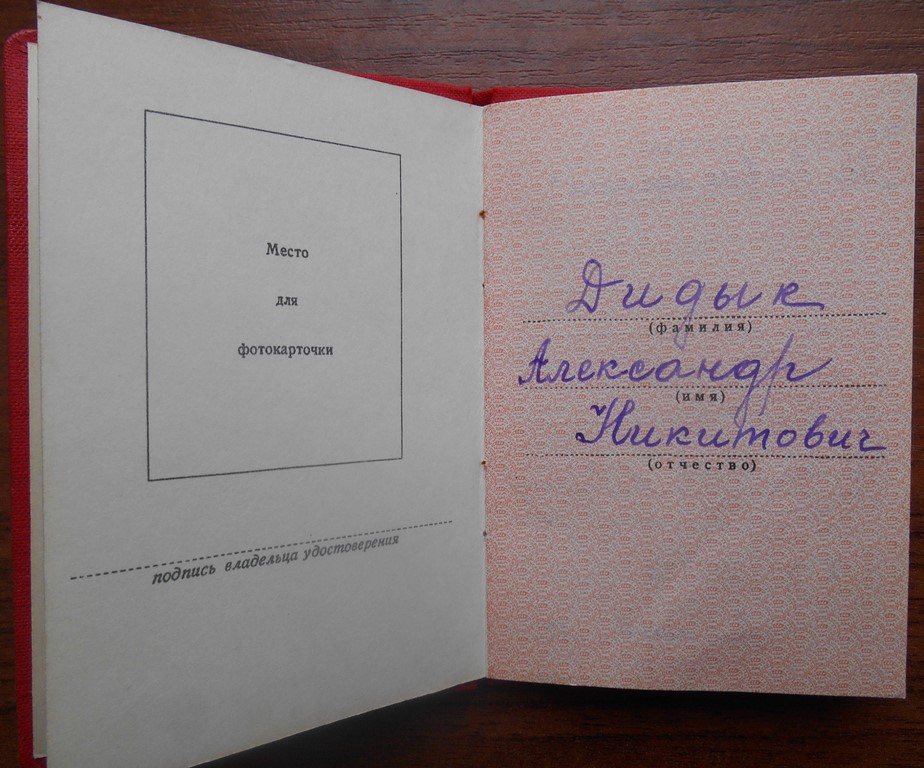 Место
для
фотокарточки
подпись владельца удостоверения
Дидык
(фамилия)
Александр
(имя)
Никитович
(отчество)